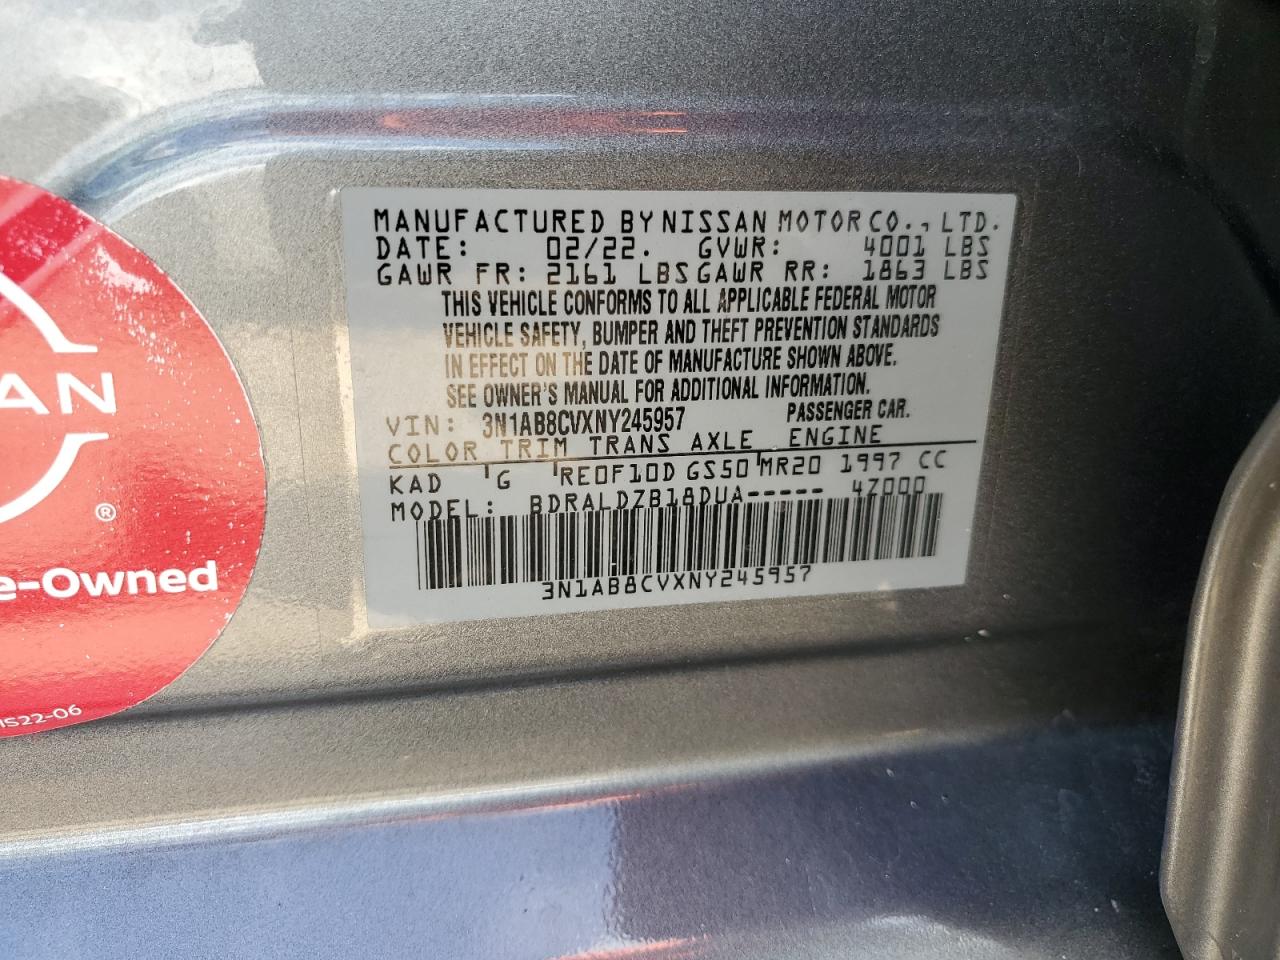 MANUFACTURED BY NISSAN MOTOR CO., LTD.
DATE: 02/22. GVWR: 4001 LBS
GAWR FR: 2161 LBS GAWR RR: 1863 LBS
THIS VEHICLE CONFORMS TO ALL APPLICABLE FEDERAL MOTOR
VEHICLE SAFETY, BUMPER AND THEFT PREVENTION STANDARDS
IN EFFECT ON THE DATE OF MANUFACTURE SHOWN ABOVE.
SEE OWNER'S MANUAL FOR ADDITIONAL INFORMATION.
VIN: 3N1AB8CVXNY245957 PASSENGER CAR.
COLOR TRIM TRANS AXLE ENGINE
KAD G RE0F10D GS50 MR20 1997 CC
MODEL: BDRALDZB18DUA----- 4Z000
3N1AB8CVXNY245957
AN
®
e-Owned
S22-06